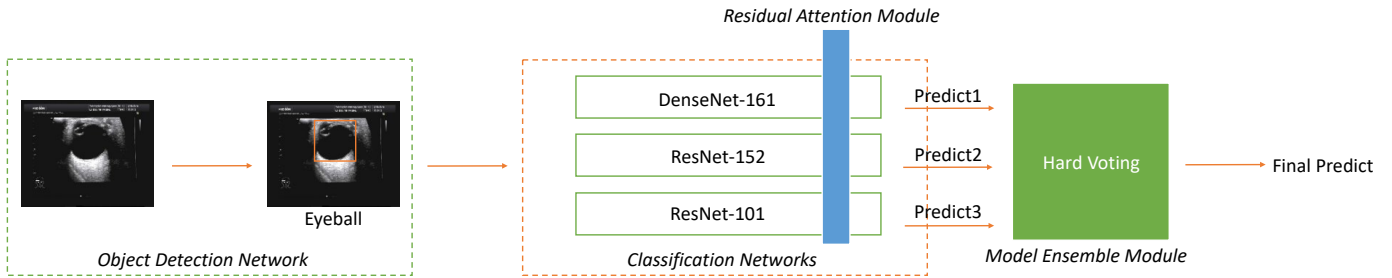 Residual Attention Module
DenseNet-161
ResNet-152
ResNet-101
Predict1
Predict2
Predict3
Hard Voting
Final Predict
Eyeball
Object Detection Network
Classification Networks
Model Ensemble Module